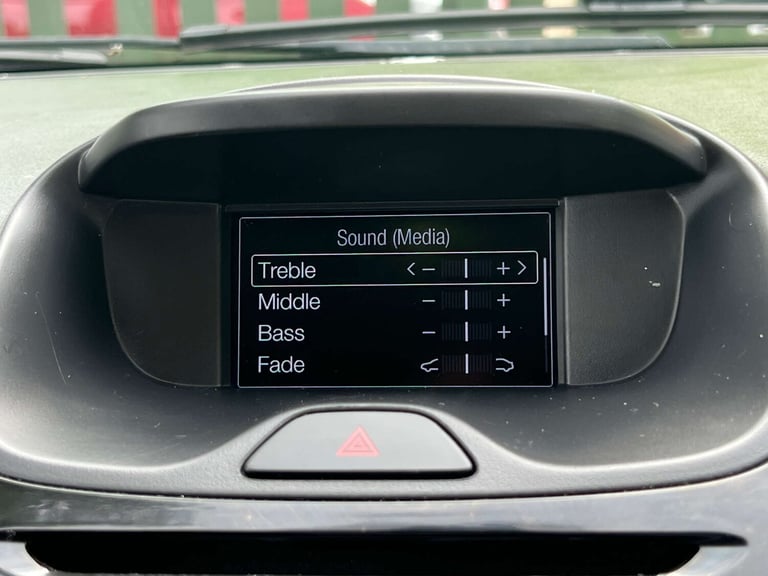 Sound (Media)
Treble < - + >
Middle - +
Bass - +
Fade